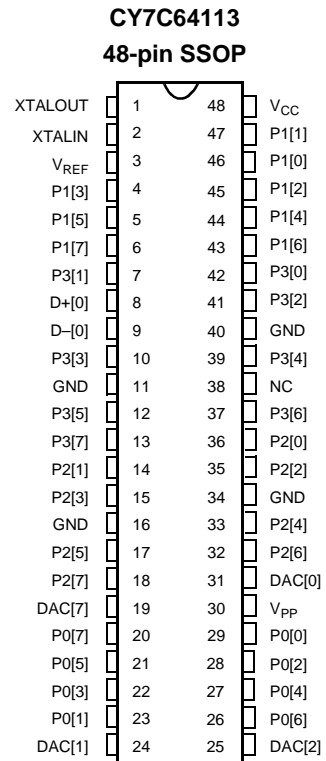 CY7C64113
48-pin SSOP
XTALOUT 1 48 VCC
XTALIN 2 47 P1[1]
VREF 3 46 P1[0]
P1[3] 4 45 P1[2]
P1[5] 5 44 P1[4]
P1[7] 6 43 P1[6]
P3[1] 7 42 P3[0]
D+[0] 8 41 P3[2]
D–[0] 9 40 GND
P3[3] 10 39 P3[4]
GND 11 38 NC
P3[5] 12 37 P3[6]
P3[7] 13 36 P2[0]
P2[1] 14 35 P2[2]
P2[3] 15 34 GND
GND 16 33 P2[4]
P2[5] 17 32 P2[6]
P2[7] 18 31 DAC[0]
DAC[7] 19 30 VPP
P0[7] 20 29 P0[0]
P0[5] 21 28 P0[2]
P0[3] 22 27 P0[4]
P0[1] 23 26 P0[6]
DAC[1] 24 25 DAC[2]